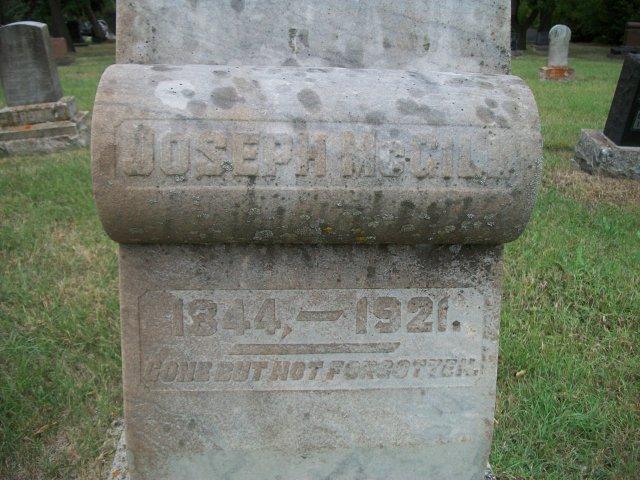 JOSEPH McGILL
1844, — 1921.
GONE BUT NOT FORGOTTEN.